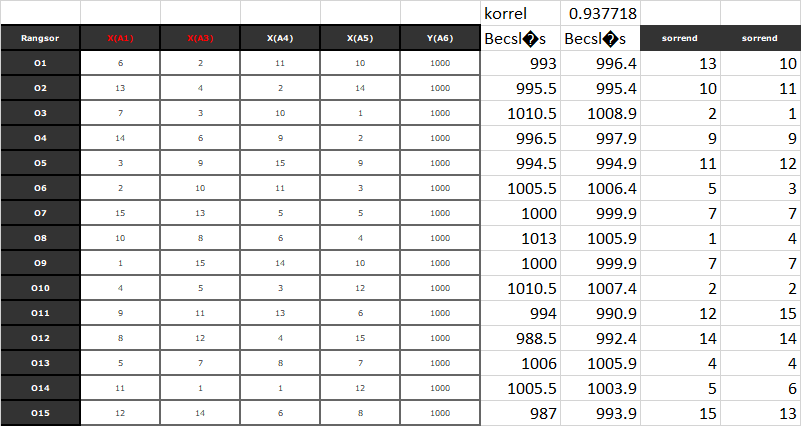 korrel 0.937718
Rangsor X(A1) X(A3) X(A4) X(A5) Y(A6) Becsl�s Becsl�s sorrend sorrend
O1 6 2 11 10 1000 993 996.4 13 10
O2 13 4 2 14 1000 995.5 995.4 10 11
O3 7 3 10 1 1000 1010.5 1008.9 2 1
O4 14 6 9 2 1000 996.5 997.9 9 9
O5 3 9 15 9 1000 994.5 994.9 11 12
O6 2 10 11 3 1000 1005.5 1006.4 5 3
O7 15 13 5 5 1000 1000 999.9 7 7
O8 10 8 6 4 1000 1013 1005.9 1 4
O9 1 15 14 10 1000 1000 999.9 7 7
O10 4 5 3 12 1000 1010.5 1007.4 2 2
O11 9 11 13 6 1000 994 990.9 12 15
O12 8 12 4 15 1000 988.5 992.4 14 14
O13 5 7 8 7 1000 1006 1005.9 4 4
O14 11 1 1 12 1000 1005.5 1003.9 5 6
O15 12 14 6 8 1000 987 993.9 15 13